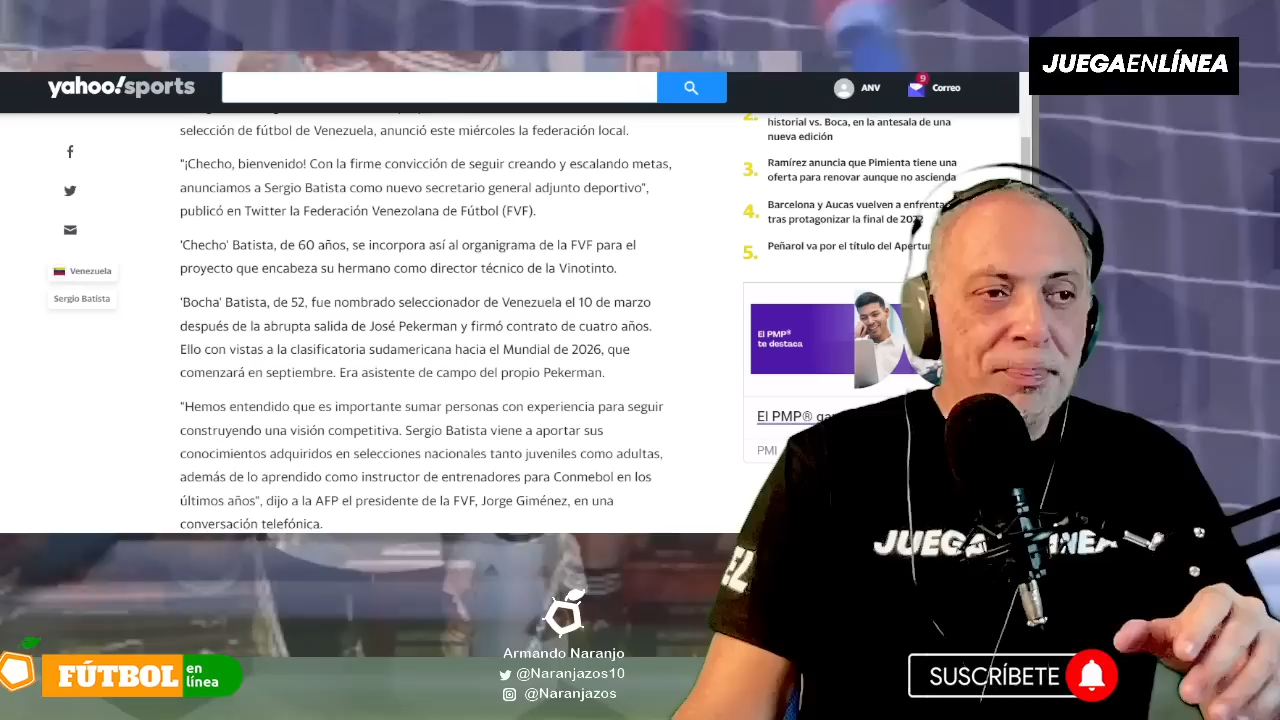 JUEGAENLÍNEA
yahoo!sports
ANV
9
Correo
selección de fútbol de Venezuela, anunció este miércoles la federación local.
"¡Checho, bienvenido! Con la firme convicción de seguir creando y escalando metas,
anunciamos a Sergio Batista como nuevo secretario general adjunto deportivo",
publicó en Twitter la Federación Venezolana de Fútbol (FVF).
'Checho' Batista, de 60 años, se incorpora así al organigrama de la FVF para el
proyecto que encabeza su hermano como director técnico de la Vinotinto.
'Bocha' Batista, de 52, fue nombrado seleccionador de Venezuela el 10 de marzo
después de la abrupta salida de José Pekerman y firmó contrato de cuatro años.
Ello con vistas a la clasificatoria sudamericana hacia el Mundial de 2026, que
comenzará en septiembre. Era asistente de campo del propio Pekerman.
"Hemos entendido que es importante sumar personas con experiencia para seguir
construyendo una visión competitiva. Sergio Batista viene a aportar sus
conocimientos adquiridos en selecciones nacionales tanto juveniles como adultas,
además de lo aprendido como instructor de entrenadores para Conmebol en los
últimos años", dijo a la AFP el presidente de la FVF, Jorge Giménez, en una
conversación telefónica.
Venezuela
Sergio Batista
2.
historial vs. Boca, en la antesala de una
nueva edición
3.
Ramírez anuncia que Pimienta tiene una
oferta para renovar aunque no ascienda
4.
Barcelona y Aucas vuelven a enfrentar
tras protagonizar la final de 2022
5.
Peñarol va por el título del Apertu
El PMP®
te destaca
El PMP®
PMI
JUEGA
ÍNEA
EL
Armando Naranjo
@Naranjazos10
@Naranjazos
FÚTBOL
en
línea
SUSCRÍBETE